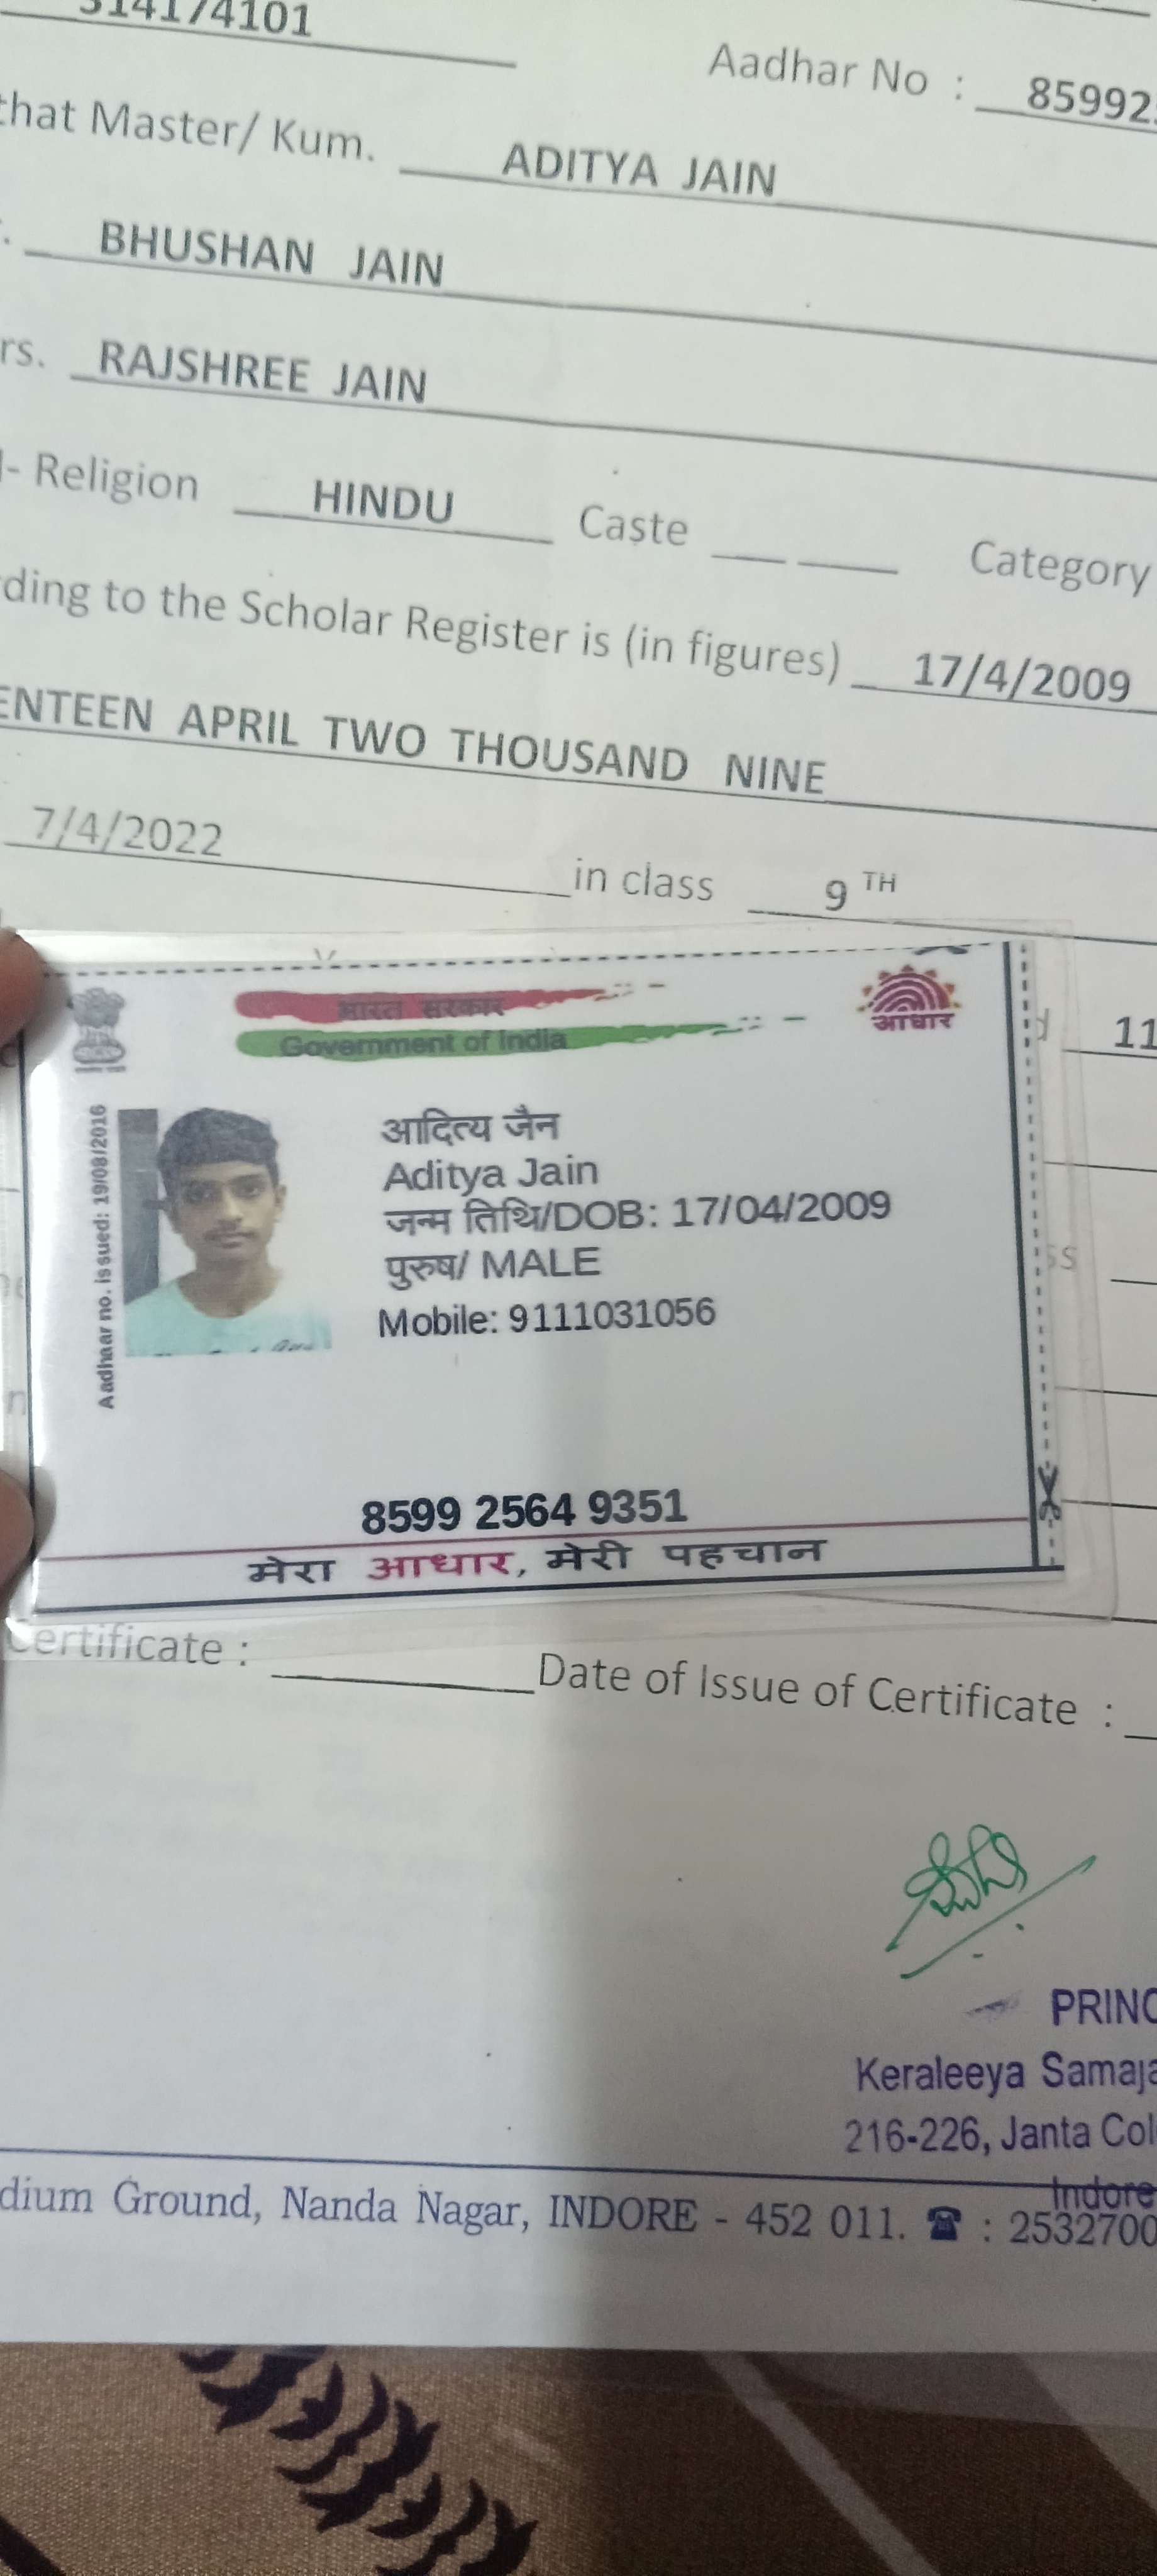 314174101
Aadhar No : 85992
that Master/ Kum. ADITYA JAIN
BHUSHAN JAIN
rs. RAJSHREE JAIN
- Religion HINDU Caste Category
ding to the Scholar Register is (in figures) 17/4/2009
ENTEEN APRIL TWO THOUSAND NINE
7/4/2022 in class 9 TH
भारत सरकार
Government of India
आधार
11
Aadhaar no. issued: 19/08/2016
आदित्य जैन
Aditya Jain
जन्म तिथि/DOB: 17/04/2009
पुरुष/ MALE
Mobile: 9111031056
8599 2564 9351
मेरा आधार, मेरी पहचान
Certificate : Date of Issue of Certificate :
PRINC
Keraleeya Samaja
216-226, Janta Col
Indore
dium Ground, Nanda Nagar, INDORE - 452 011. ☎ : 2532700